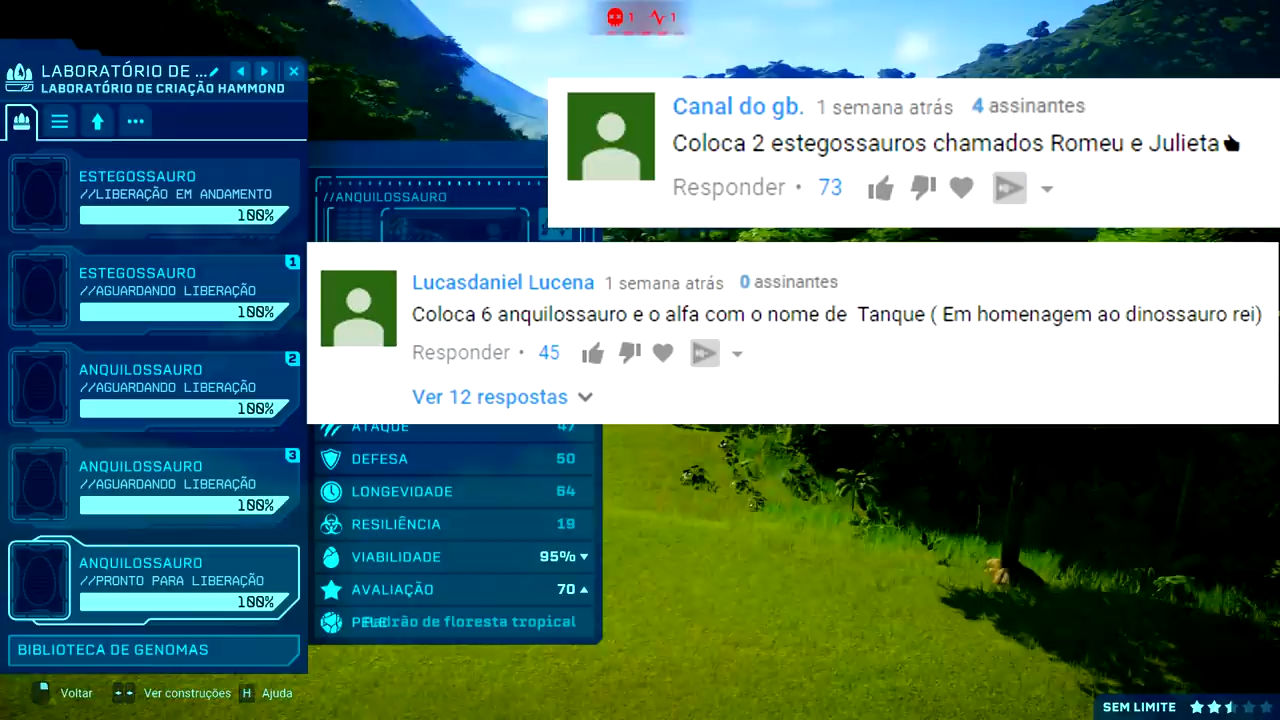 1 1
LABORATÓRIO DE ...
LABORATÓRIO DE CRIAÇÃO HAMMOND
ESTEGOSSAURO
//LIBERAÇÃO EM ANDAMENTO
100%
ESTEGOSSAURO
1
//AGUARDANDO LIBERAÇÃO
100%
ANQUILOSSAURO
2
//AGUARDANDO LIBERAÇÃO
100%
ANQUILOSSAURO
3
//AGUARDANDO LIBERAÇÃO
100%
ANQUILOSSAURO
//PRONTO PARA LIBERAÇÃO
100%
BIBLIOTECA DE GENOMAS
Voltar Ver construções H Ajuda
//ANQUILOSSAURO
Canal do gb. 1 semana atrás 4 assinantes
Coloca 2 estegossauros chamados Romeu e Julieta
Responder • 73
Lucasdaniel Lucena 1 semana atrás 0 assinantes
Coloca 6 anquilossauro e o alfa com o nome de Tanque ( Em homenagem ao dinossauro rei)
Responder • 45
Ver 12 respostas
ATAQUE 47
DEFESA 50
LONGEVIDADE 64
RESILIÊNCIA 19
VIABILIDADE 95%
AVALIAÇÃO 70
PELE Padrão de floresta tropical
SEM LIMITE